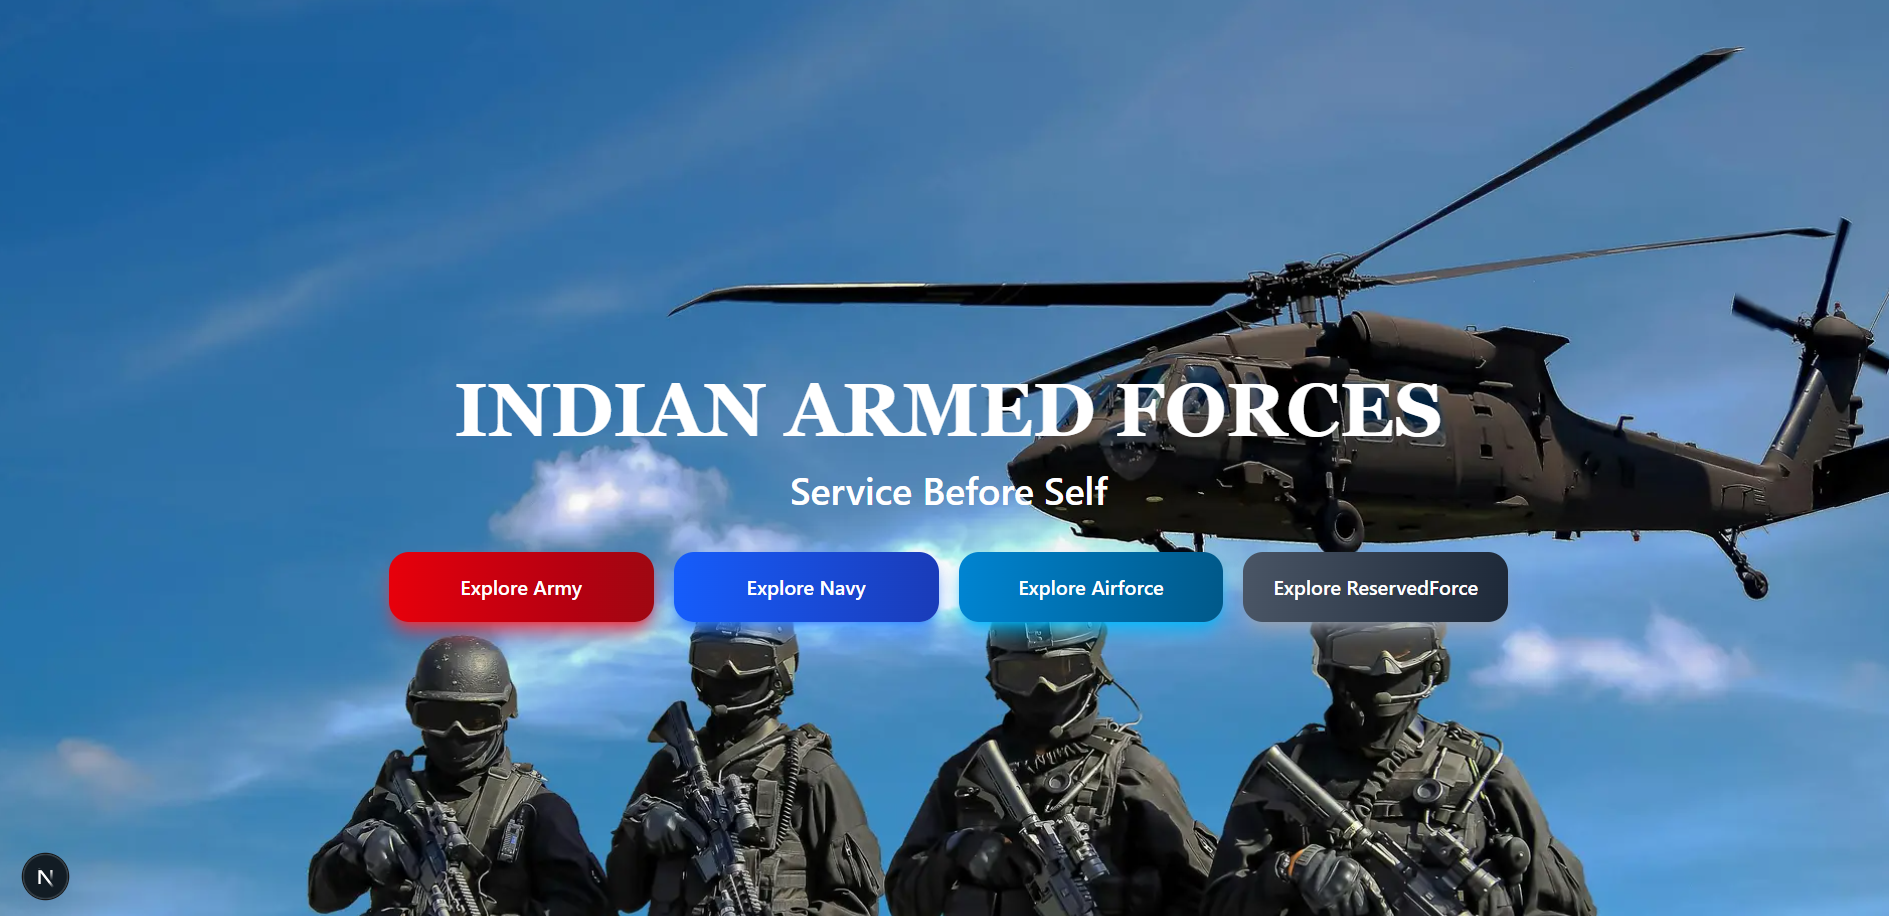 INDIAN ARMED FORCES
Service Before Self
Explore Army
Explore Navy
Explore Airforce
Explore ReservedForce
N